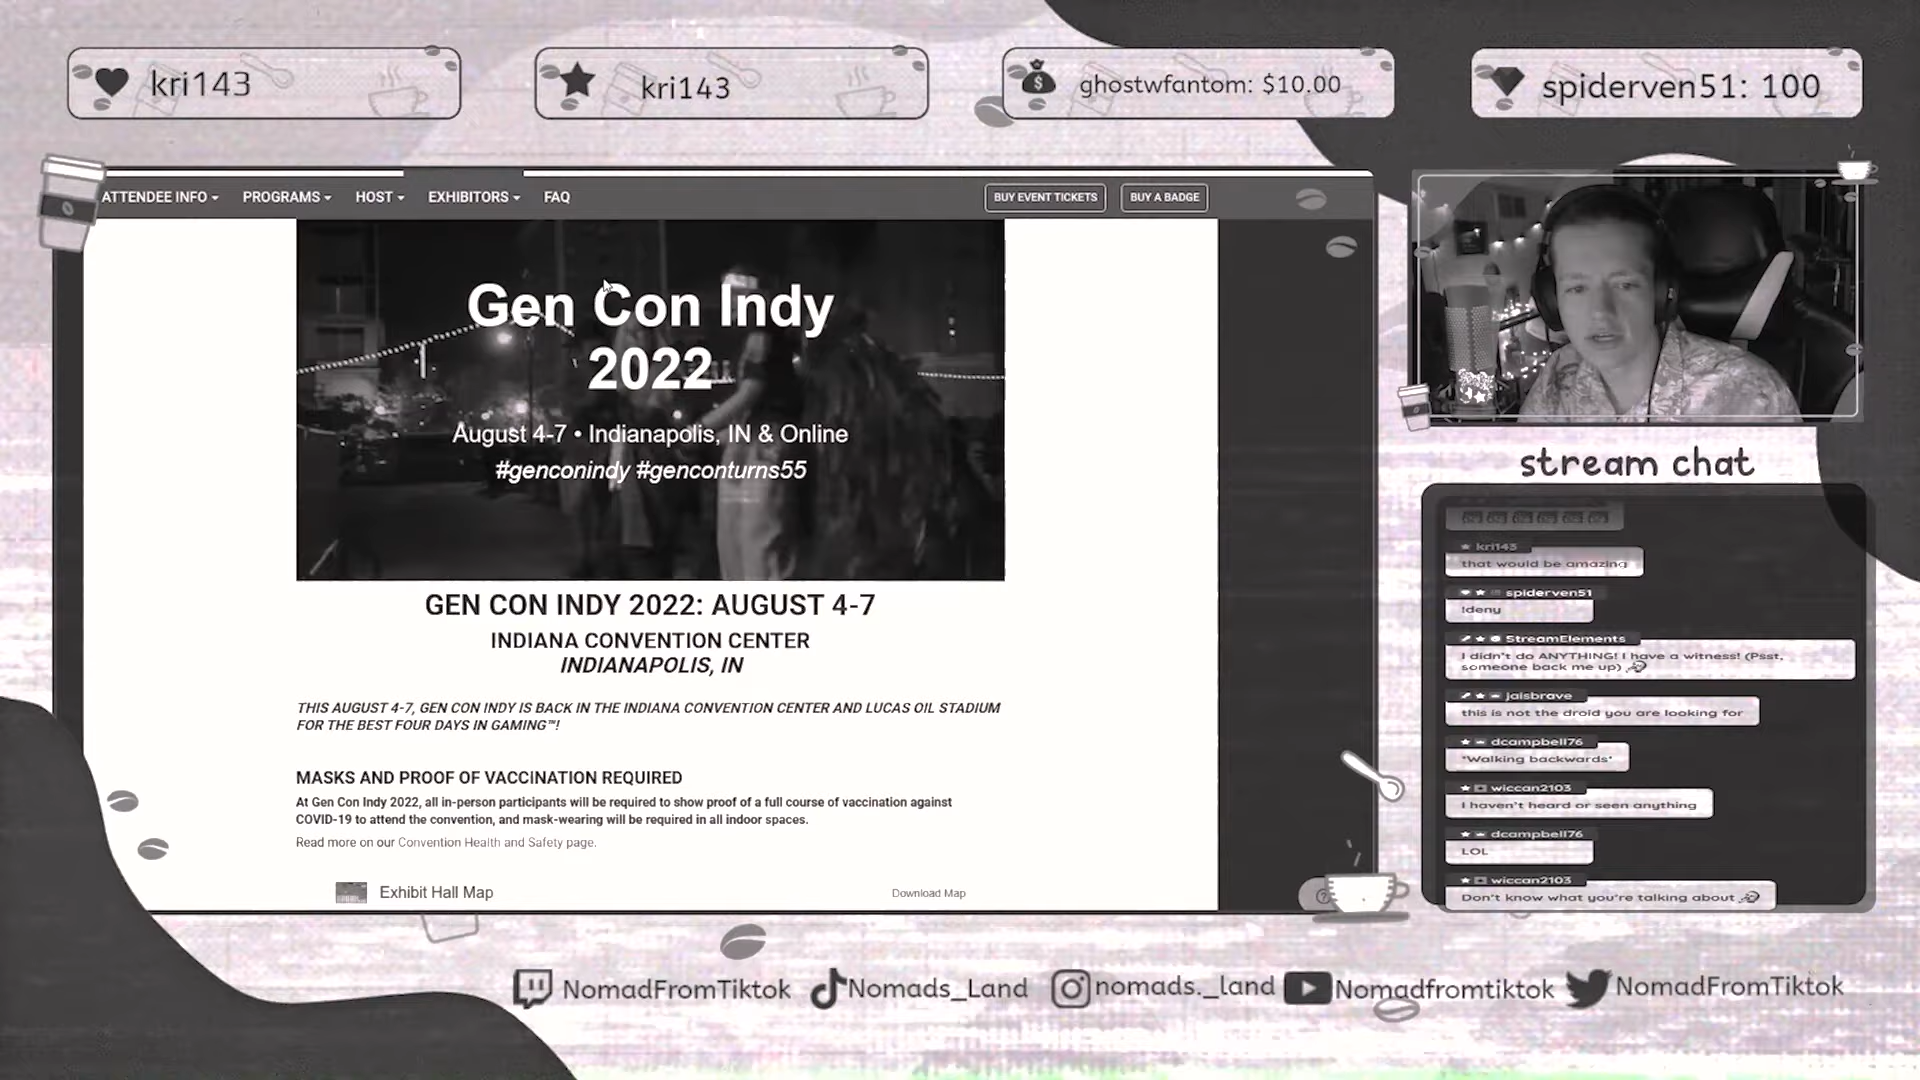 kri143
kri143
ghostwfantom: $10.00
spiderven51: 100
ATTENDEE INFO
PROGRAMS
HOST
EXHIBITORS
FAQ
BUY EVENT TICKETS
BUY A BADGE
Gen Con Indy
2022
August 4-7 • Indianapolis, IN & Online
#genconindy #genconturns55
GEN CON INDY 2022: AUGUST 4-7
INDIANA CONVENTION CENTER
INDIANAPOLIS, IN
THIS AUGUST 4-7, GEN CON INDY IS BACK IN THE INDIANA CONVENTION CENTER AND LUCAS OIL STADIUM
FOR THE BEST FOUR DAYS IN GAMING™!
MASKS AND PROOF OF VACCINATION REQUIRED
At Gen Con Indy 2022, all in-person participants will be required to show proof of a full course of vaccination against
COVID-19 to attend the convention, and mask-wearing will be required in all indoor spaces.
Read more on our Convention Health and Safety page.
Exhibit Hall Map
Download Map
stream chat
kri143
that would be amazing
spiderven51
!deny
StreamElements
I didn't do ANYTHING! I have a witness! (Psst,
someone back me up)
jaisbrave
this is not the droid you are looking for
dcampbell76
*Walking backwards*
wiccan2103
I haven't heard or seen anything
dcampbell76
LOL
wiccan2103
Don't know what you're talking about
NomadFromTiktok
Nomads_Land
nomads._land
Nomadfromtiktok
NomadFromTiktok